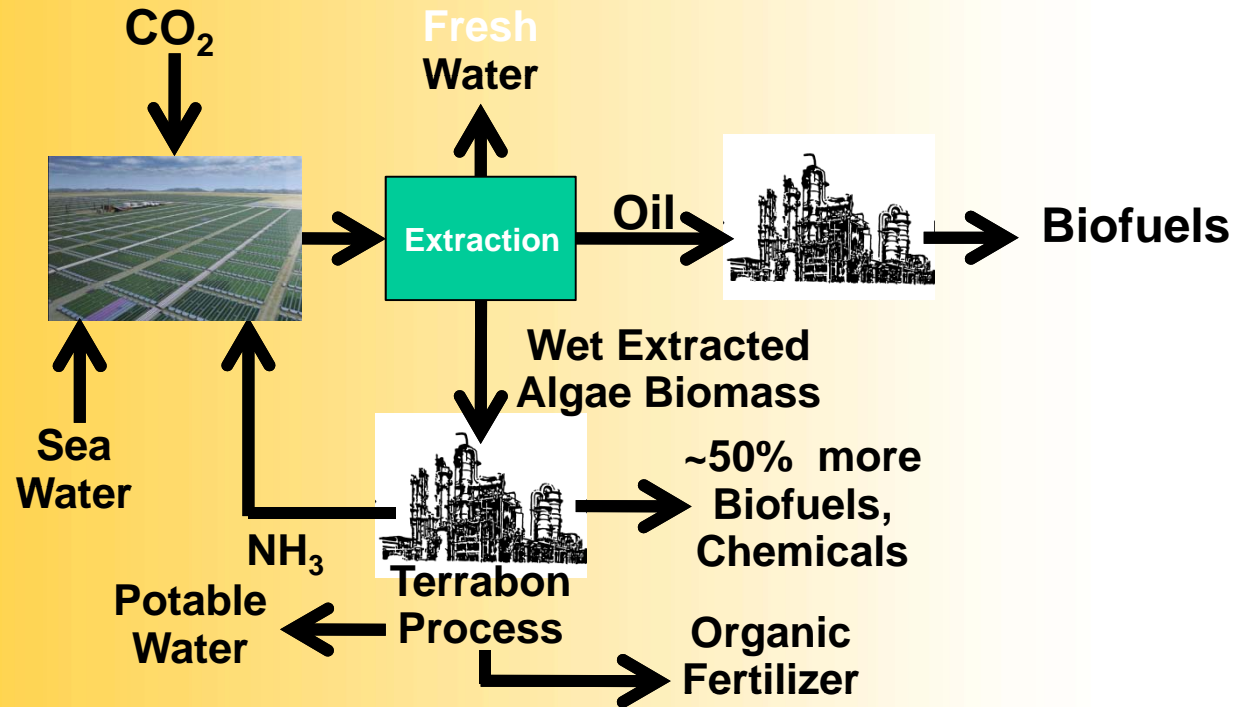 CO₂
Fresh
Water
Extraction
Oil
Biofuels
Wet Extracted
Algae Biomass
Sea
Water
NH₃
~50% more
Biofuels,
Chemicals
Terrabon
Process
Potable
Water
Organic
Fertilizer